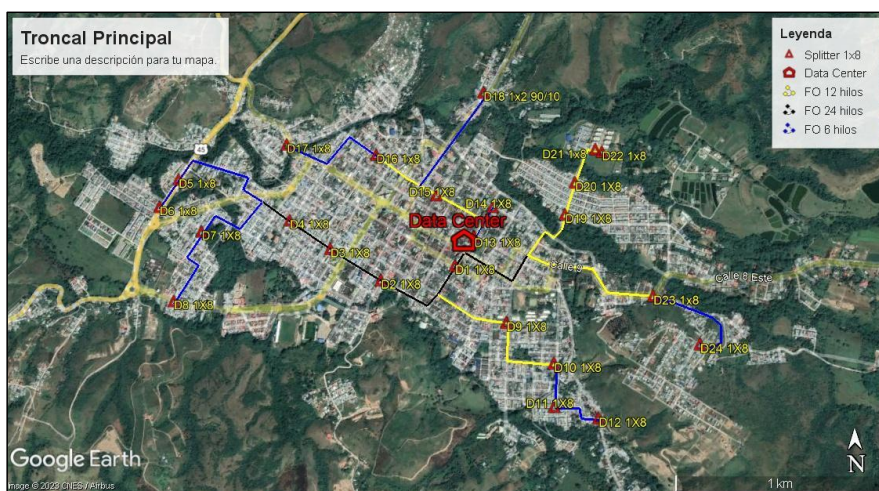 Troncal Principal
Escribe una descripción para tu mapa.
Leyenda
Splitter 1x8
Data Center
FO 12 hilos
FO 24 hilos
FO 6 hilos
45
D18 1x2 90/10
D17 1x8
D16 1x8
D21 1x8
D22 1x8
D5 1x8
D20 1X8
D15 1X8
D14 1X8
D6 1x8
D19 1X8
D4 1X8
Data Center
D7 1X8
D13 1X8
D3 1X8
Calle 9
D1 1X8
Calle 8 Este
D2 1X8
D8 1X8
D23 1x8
D9 1X8
D24 1X8
D10 1X8
D11 1X8
D12 1X8
Google Earth
Image © 2023 CNES / Airbus
N
1 km